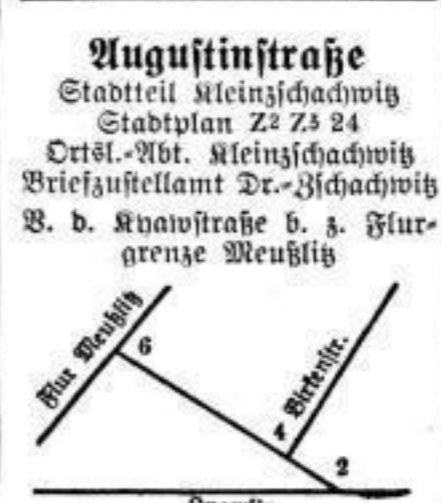 Augustinstraße
Stadtteil Kleinzschachwitz
Stadtplan Z2 Z3 24
Ortsl.-Abt. Kleinzschachwitz
Briefzustellamt Dr.-Zschachwitz
V. d. Kyawstraße b. z. Flur-
grenze Meußlitz
Flur Meußlitz
6
Birkenstr.
4
2